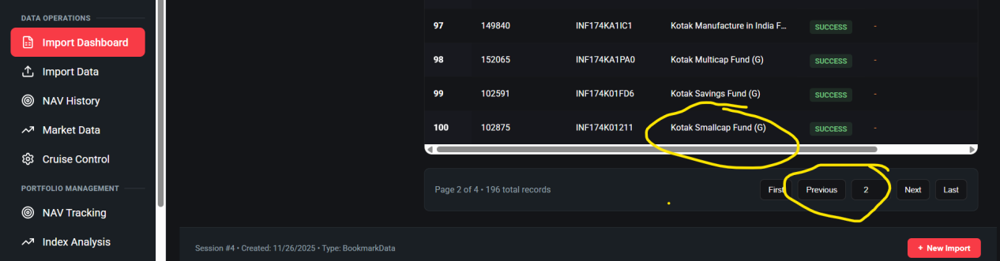 DATA OPERATIONS
Import Dashboard
Import Data
NAV History
Market Data
Cruise Control
PORTFOLIO MANAGEMENT
NAV Tracking
Index Analysis
97 149840 INF174KA1IC1 Kotak Manufacture in India F... SUCCESS -
98 152065 INF174KA1PA0 Kotak Multicap Fund (G) SUCCESS -
99 102591 INF174K01FD6 Kotak Savings Fund (G) SUCCESS -
100 102875 INF174K01211 Kotak Smallcap Fund (G) SUCCESS -
Page 2 of 4 • 196 total records First Previous 2 Next Last
Session #4 • Created: 11/26/2025 • Type: BookmarkData + New Import